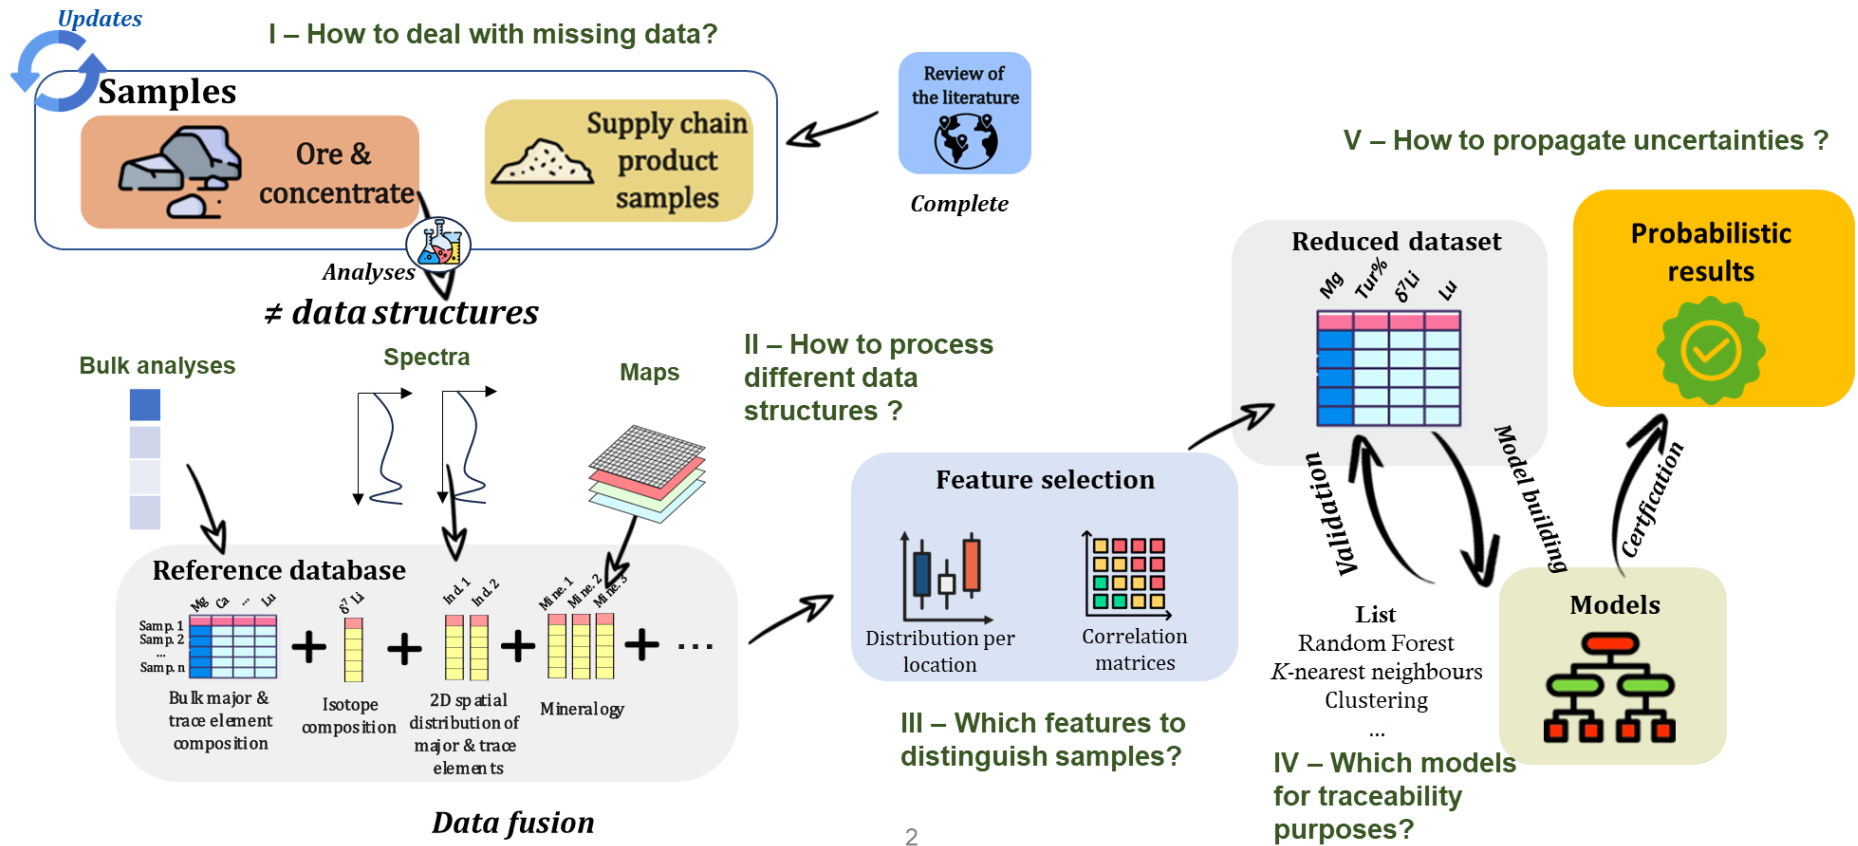 Updates
I – How to deal with missing data?
Samples
Ore &
concentrate
Supply chain
product
samples
Review of
the literature
Complete
Analyses
≠ data structures
Bulk analyses
Spectra
Maps
II – How to process
different data
structures ?
Reference database
Mg
Ca
...
Lu
Samp. 1
Samp. 2
...
Samp. n
Bulk major &
trace element
composition
δ⁷ Li
Isotope
composition
Ind. 1
Ind. 2
2D spatial
distribution of
major & trace
elements
Mine. 1
Mine. 2
Mine. 3
Mineralogy
...
Data fusion
Feature selection
Distribution per
location
Correlation
matrices
III – Which features to
distinguish samples?
Reduced dataset
Mg
Tur%
δ⁷Li
Lu
Validation
Model building
List
Random Forest
K-nearest neighbours
Clustering
...
IV – Which models
for traceability
purposes?
Models
Certfication
V – How to propagate uncertainties ?
Probabilistic
results
2